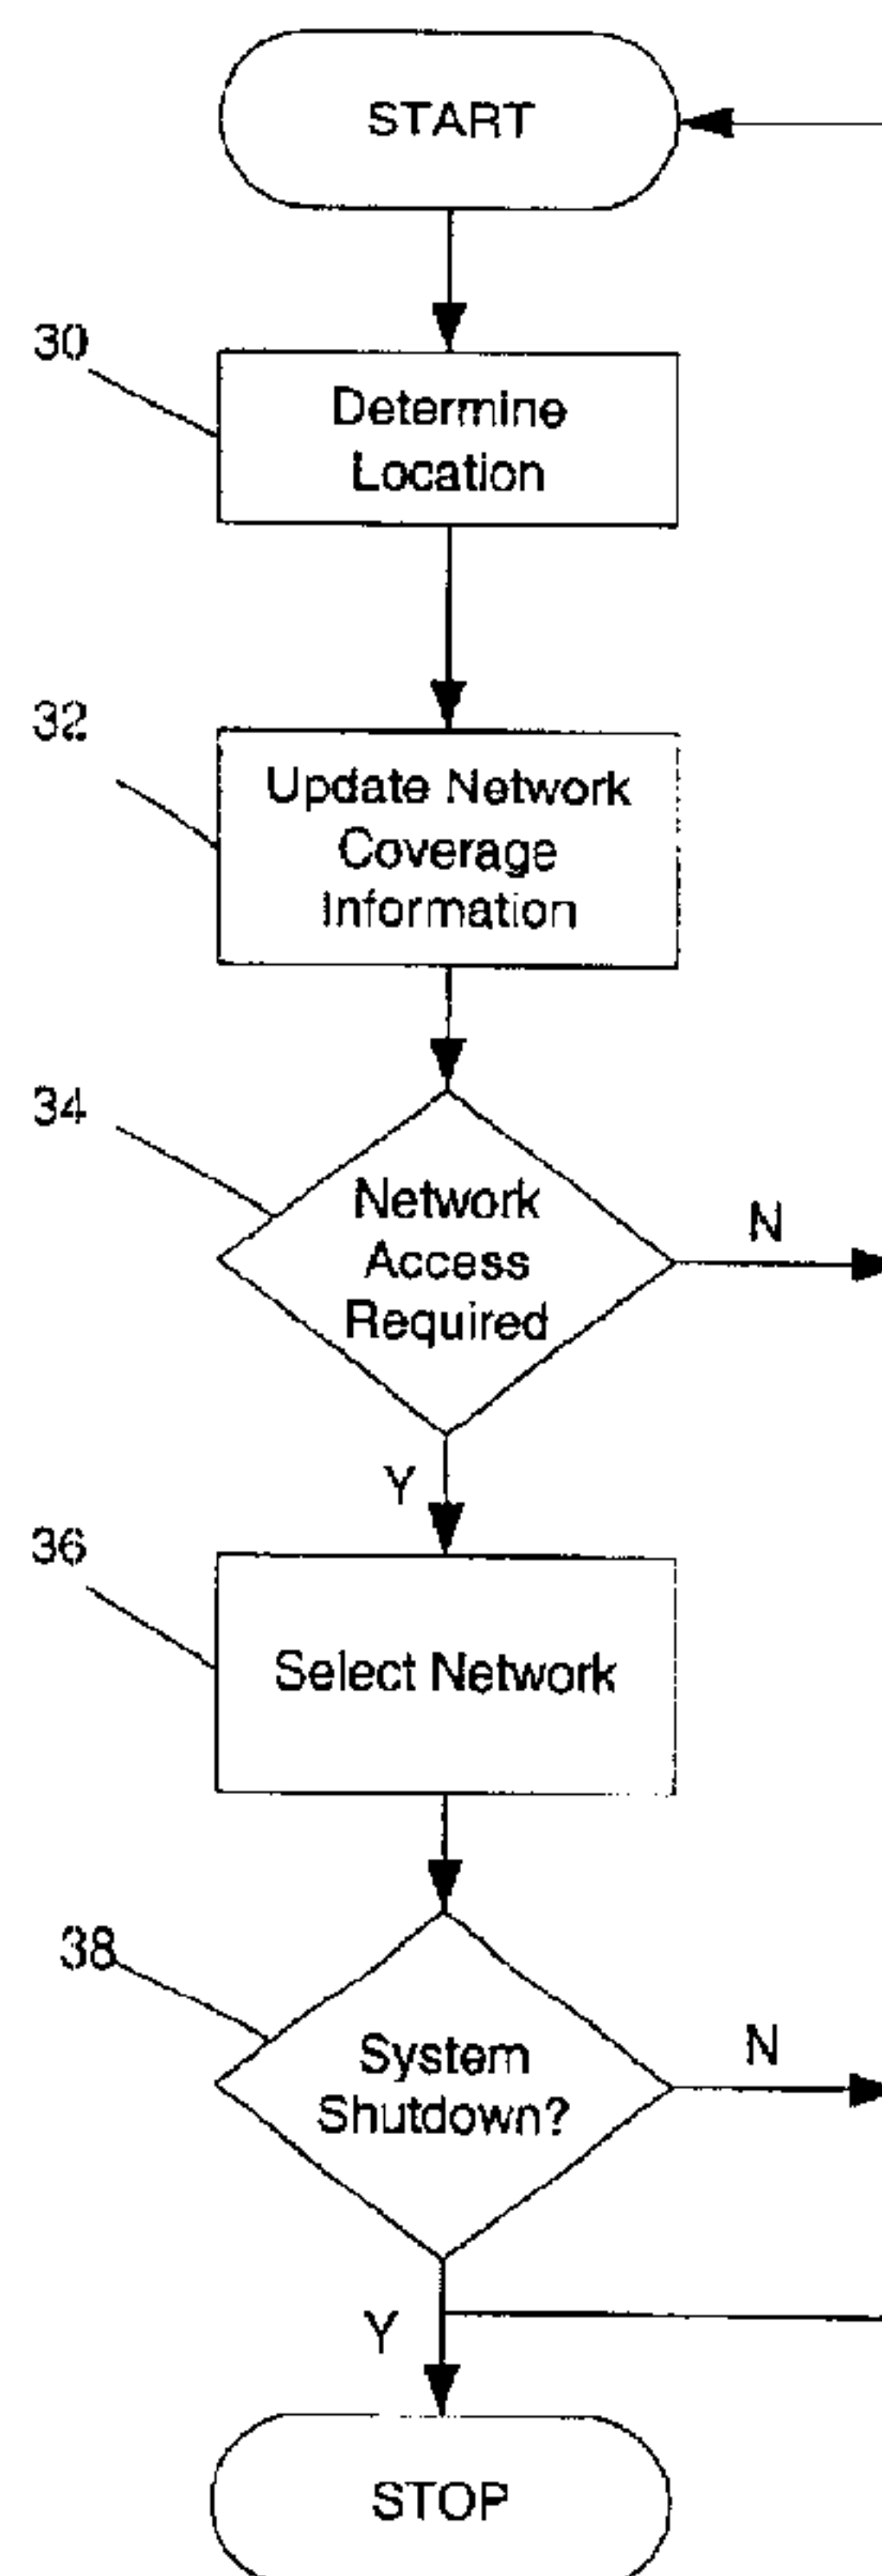 START
30
Determine
Location
32
Update Network
Coverage
Information
34
Network
Access
Required
N
Y
36
Select Network
38
System
Shutdown?
N
Y
STOP